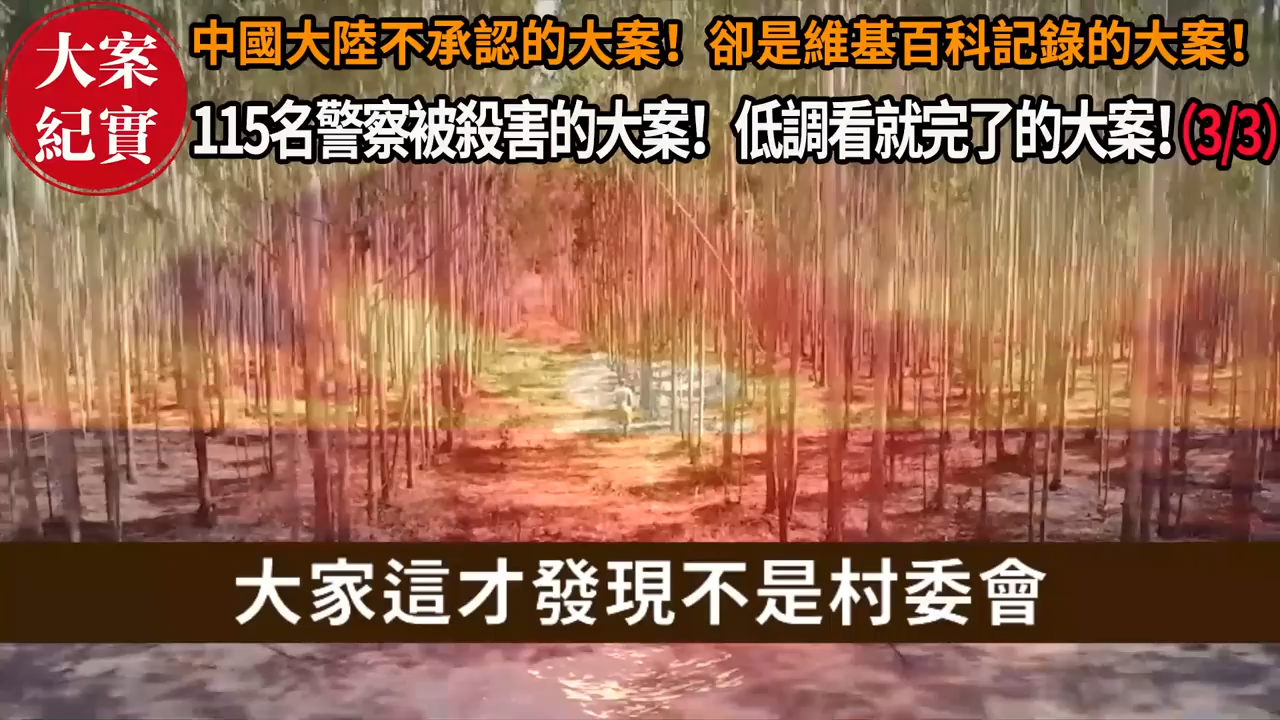 大案
紀實
中國大陸不承認的大案！卻是維基百科記錄的大案！
115名警察被殺害的大案！低調看就完了的大案！(3/3)
大家這才發現不是村委會